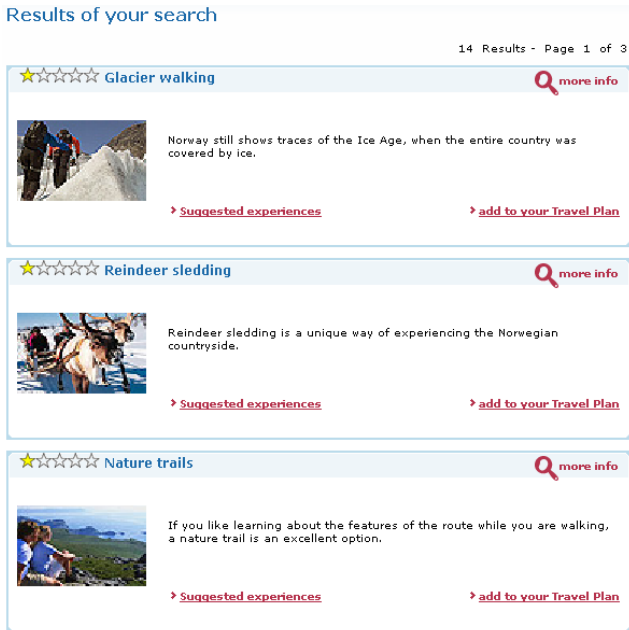 Results of your search
14 Results - Page 1 of 3
Glacier walking
more info
Norway still shows traces of the Ice Age, when the entire country was
covered by ice.
Suggested experiences
add to your Travel Plan
Reindeer sledding
more info
Reindeer sledding is a unique way of experiencing the Norwegian
countryside.
Suggested experiences
add to your Travel Plan
Nature trails
more info
If you like learning about the features of the route while you are walking,
a nature trail is an excellent option.
Suggested experiences
add to your Travel Plan